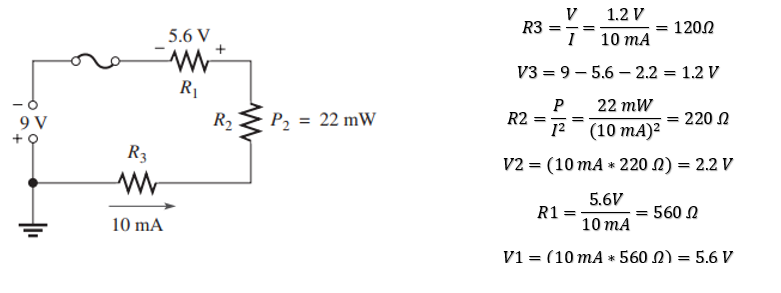 5.6 V
− +
R₁
− 
9 V
+
R₂ P₂ = 22 mW
R₃
10 mA
R3 = V/I = 1.2 V/10 mA = 120Ω
V3 = 9 − 5.6 − 2.2 = 1.2 V
R2 = P/I² = 22 mW/(10 mA)² = 220 Ω
V2 = (10 mA * 220 Ω) = 2.2 V
R1 = 5.6V/10 mA = 560 Ω
V1 = (10 mA * 560 Ω) = 5.6 V